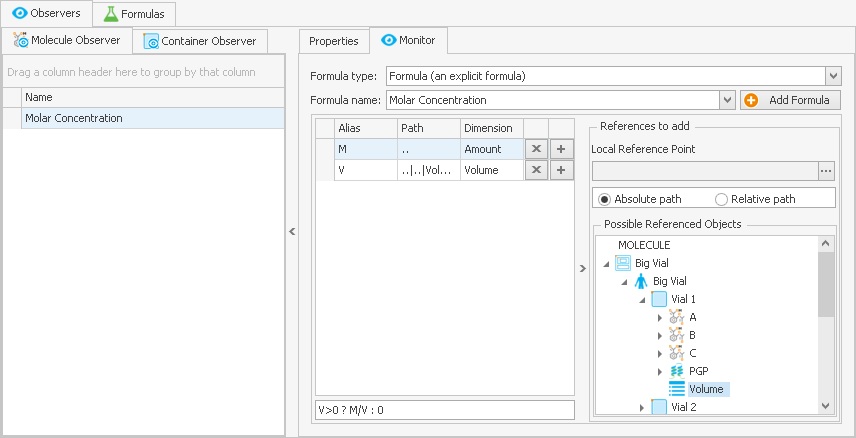 Observers Formulas
Molecule Observer Container Observer
Drag a column header here to group by that column
Name
Molar Concentration
Properties Monitor
Formula type: Formula (an explicit formula)
Formula name: Molar Concentration Add Formula
Alias Path Dimension
M .. Amount
V ..|..|Vol... Volume
V>0 ? M/V : 0
References to add
Local Reference Point
...
Absolute path Relative path
Possible Referenced Objects
MOLECULE
Big Vial
Big Vial
Vial 1
A
B
C
PGP
Volume
Vial 2